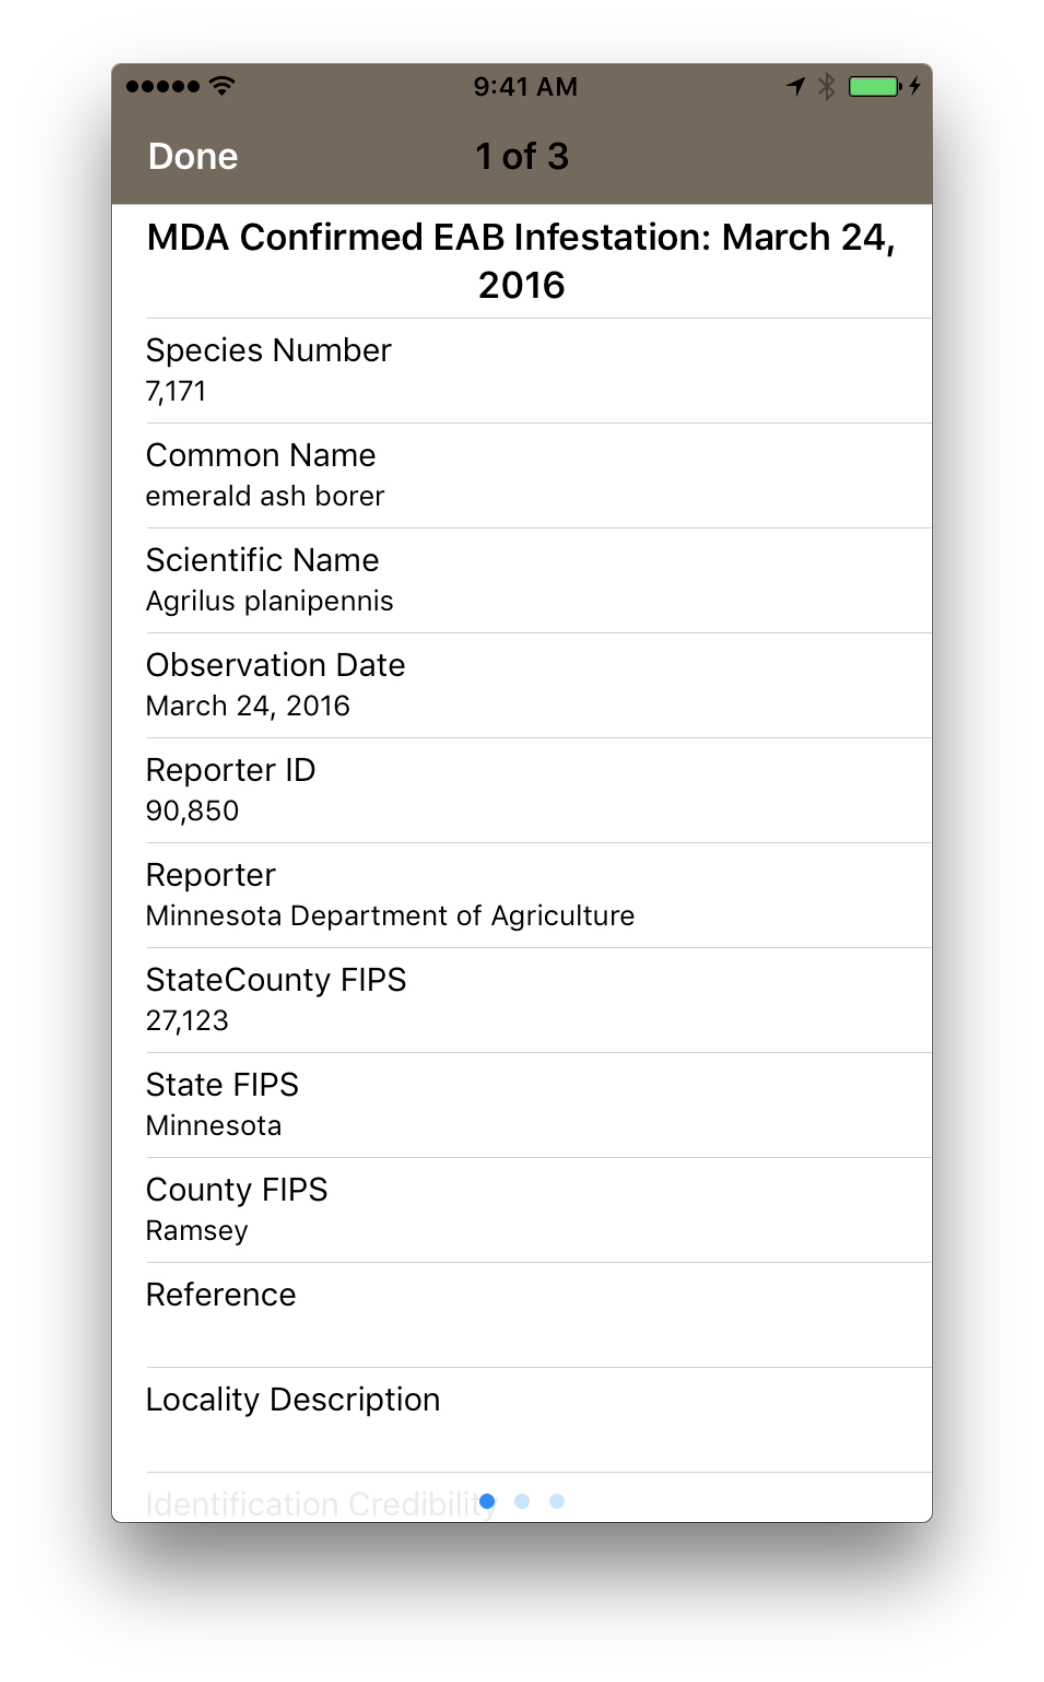 9:41 AM
Done 1 of 3
MDA Confirmed EAB Infestation: March 24,
2016
Species Number
7,171
Common Name
emerald ash borer
Scientific Name
Agrilus planipennis
Observation Date
March 24, 2016
Reporter ID
90,850
Reporter
Minnesota Department of Agriculture
StateCounty FIPS
27,123
State FIPS
Minnesota
County FIPS
Ramsey
Reference
Locality Description
Identification Credibility